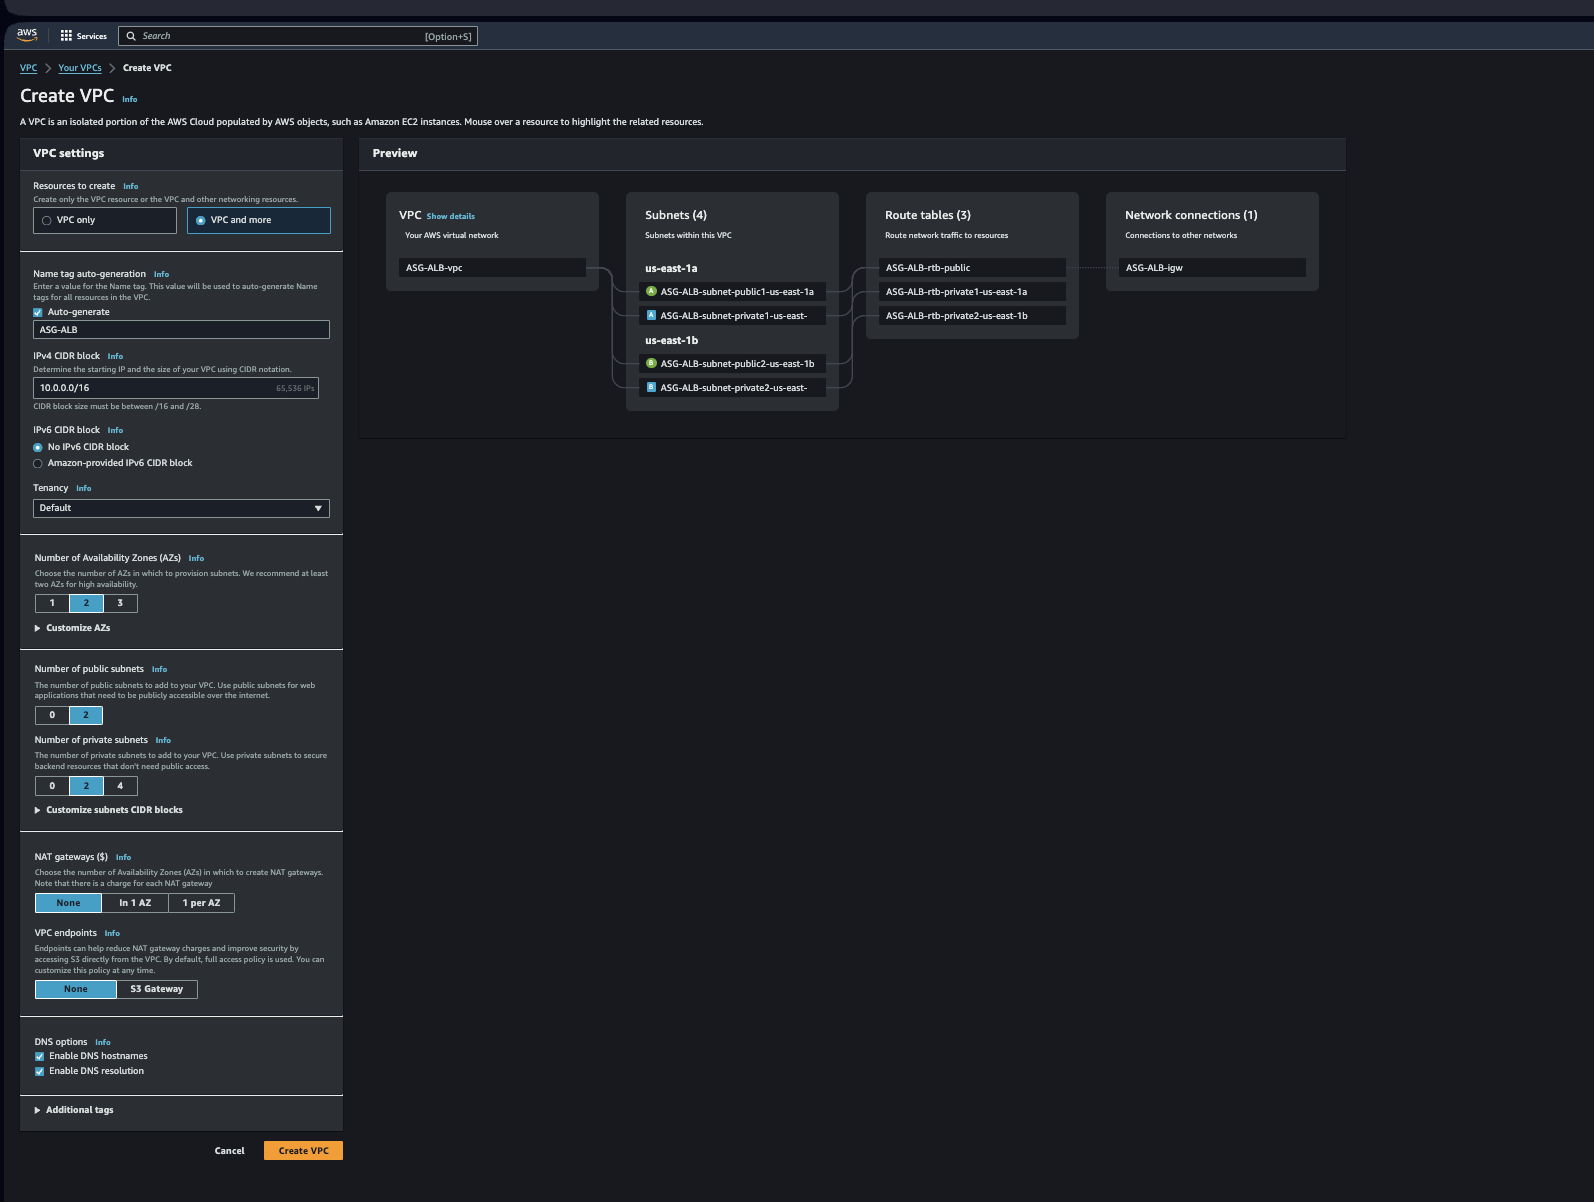 aws
Services
Search
[Option+S]
VPC
Your VPCs
Create VPC
Create VPC Info
A VPC is an isolated portion of the AWS Cloud populated by AWS objects, such as Amazon EC2 instances. Mouse over a resource to highlight the related resources.
VPC settings
Resources to create Info
Create only the VPC resource or the VPC and other networking resources.
VPC only
VPC and more
Name tag auto-generation Info
Enter a value for the Name tag. This value will be used to auto-generate Name
tags for all resources in the VPC.
Auto-generate
ASG-ALB
IPv4 CIDR block Info
Determine the starting IP and the size of your VPC using CIDR notation.
10.0.0.0/16
65,536 IPs
CIDR block size must be between /16 and /28.
IPv6 CIDR block Info
No IPv6 CIDR block
Amazon-provided IPv6 CIDR block
Tenancy Info
Default
Number of Availability Zones (AZs) Info
Choose the number of AZs in which to provision subnets. We recommend at least
two AZs for high availability.
1 2 3
Customize AZs
Number of public subnets Info
The number of public subnets to add to your VPC. Use public subnets for web
applications that need to be publicly accessible over the internet.
0 2
Number of private subnets Info
The number of private subnets to add to your VPC. Use private subnets to secure
backend resources that don't need public access.
0 2 4
Customize subnets CIDR blocks
NAT gateways ($) Info
Choose the number of Availability Zones (AZs) in which to create NAT gateways.
Note that there is a charge for each NAT gateway
None In 1 AZ 1 per AZ
VPC endpoints Info
Endpoints can help reduce NAT gateway charges and improve security by
accessing S3 directly from the VPC. By default, full access policy is used. You can
customize this policy at any time.
None S3 Gateway
DNS options Info
Enable DNS hostnames
Enable DNS resolution
Additional tags
Cancel
Create VPC
Preview
VPC Show details
Your AWS virtual network
ASG-ALB-vpc
Subnets (4)
Subnets within this VPC
us-east-1a
A ASG-ALB-subnet-public1-us-east-1a
A ASG-ALB-subnet-private1-us-east-
us-east-1b
B ASG-ALB-subnet-public2-us-east-1b
B ASG-ALB-subnet-private2-us-east-
Route tables (3)
Route network traffic to resources
ASG-ALB-rtb-public
ASG-ALB-rtb-private1-us-east-1a
ASG-ALB-rtb-private2-us-east-1b
Network connections (1)
Connections to other networks
ASG-ALB-igw